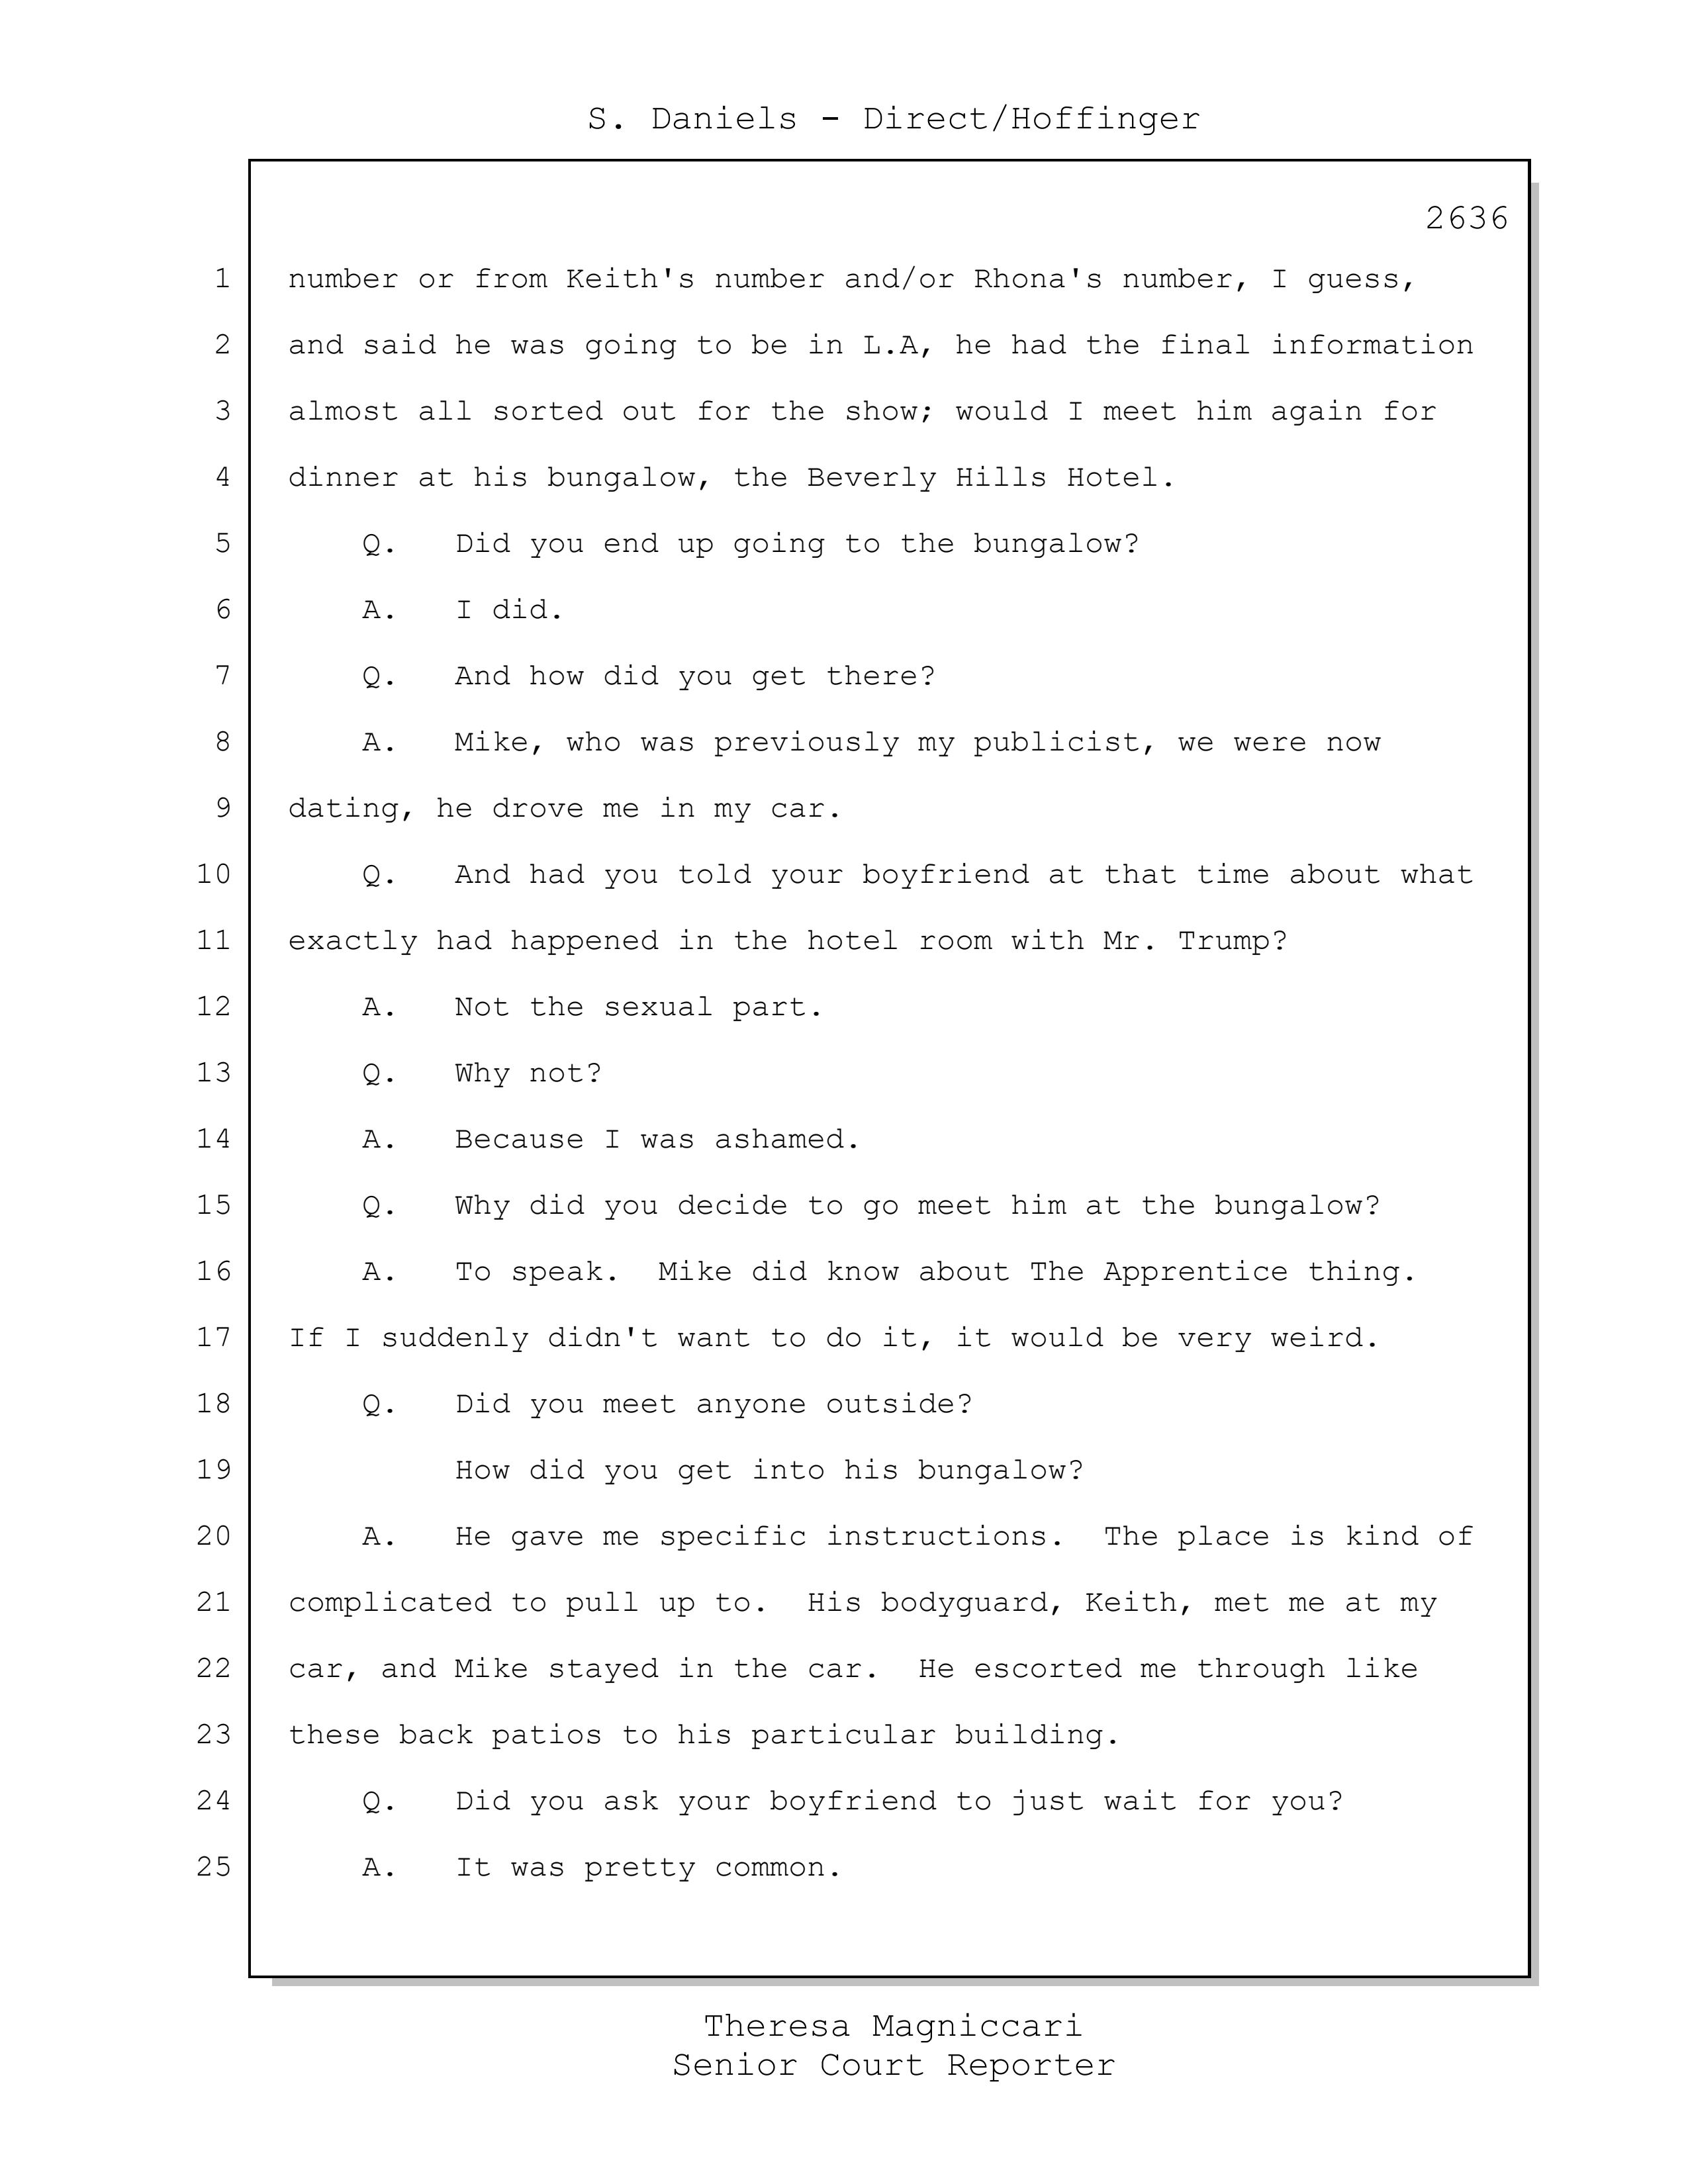 S. Daniels - Direct/Hoffinger
2636
1 number or from Keith's number and/or Rhona's number, I guess,
2 and said he was going to be in L.A, he had the final information
3 almost all sorted out for the show; would I meet him again for
4 dinner at his bungalow, the Beverly Hills Hotel.
5 Q. Did you end up going to the bungalow?
6 A. I did.
7 Q. And how did you get there?
8 A. Mike, who was previously my publicist, we were now
9 dating, he drove me in my car.
10 Q. And had you told your boyfriend at that time about what
11 exactly had happened in the hotel room with Mr. Trump?
12 A. Not the sexual part.
13 Q. Why not?
14 A. Because I was ashamed.
15 Q. Why did you decide to go meet him at the bungalow?
16 A. To speak. Mike did know about The Apprentice thing.
17 If I suddenly didn't want to do it, it would be very weird.
18 Q. Did you meet anyone outside?
19 How did you get into his bungalow?
20 A. He gave me specific instructions. The place is kind of
21 complicated to pull up to. His bodyguard, Keith, met me at my
22 car, and Mike stayed in the car. He escorted me through like
23 these back patios to his particular building.
24 Q. Did you ask your boyfriend to just wait for you?
25 A. It was pretty common.
Theresa Magniccari
Senior Court Reporter